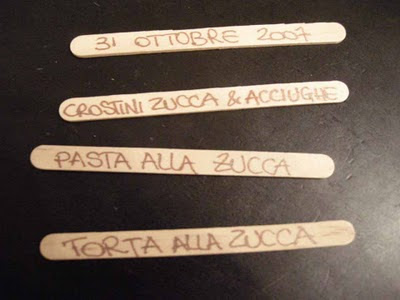 31 OTTOBRE 2007
CROSTINI ZUCCA & ACCIUGHE
PASTA ALLA ZUCCA
TORTA ALLA ZUCCA